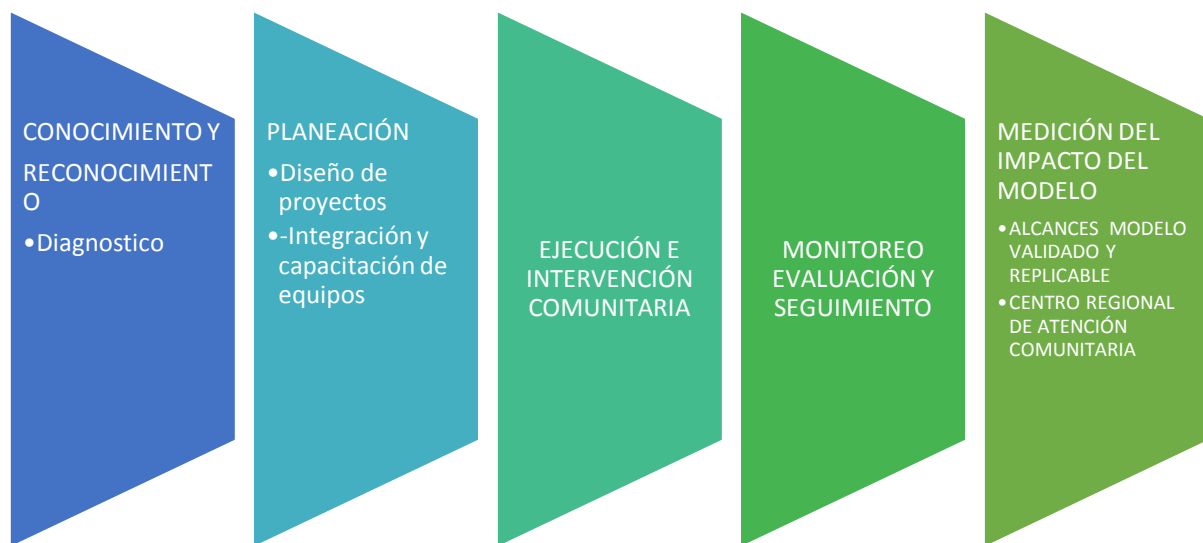 CONOCIMIENTO Y
RECONOCIMIENT
O
•Diagnostico
PLANEACIÓN
•Diseño de
proyectos
•-Integración y
capacitación de
equipos
EJECUCIÓN E
INTERVENCIÓN
COMUNITARIA
MONITOREO
EVALUACIÓN Y
SEGUIMIENTO
MEDICIÓN DEL
IMPACTO DEL
MODELO
•ALCANCES MODELO
VALIDADO Y
REPLICABLE
•CENTRO REGIONAL
DE ATENCIÓN
COMUNITARIA